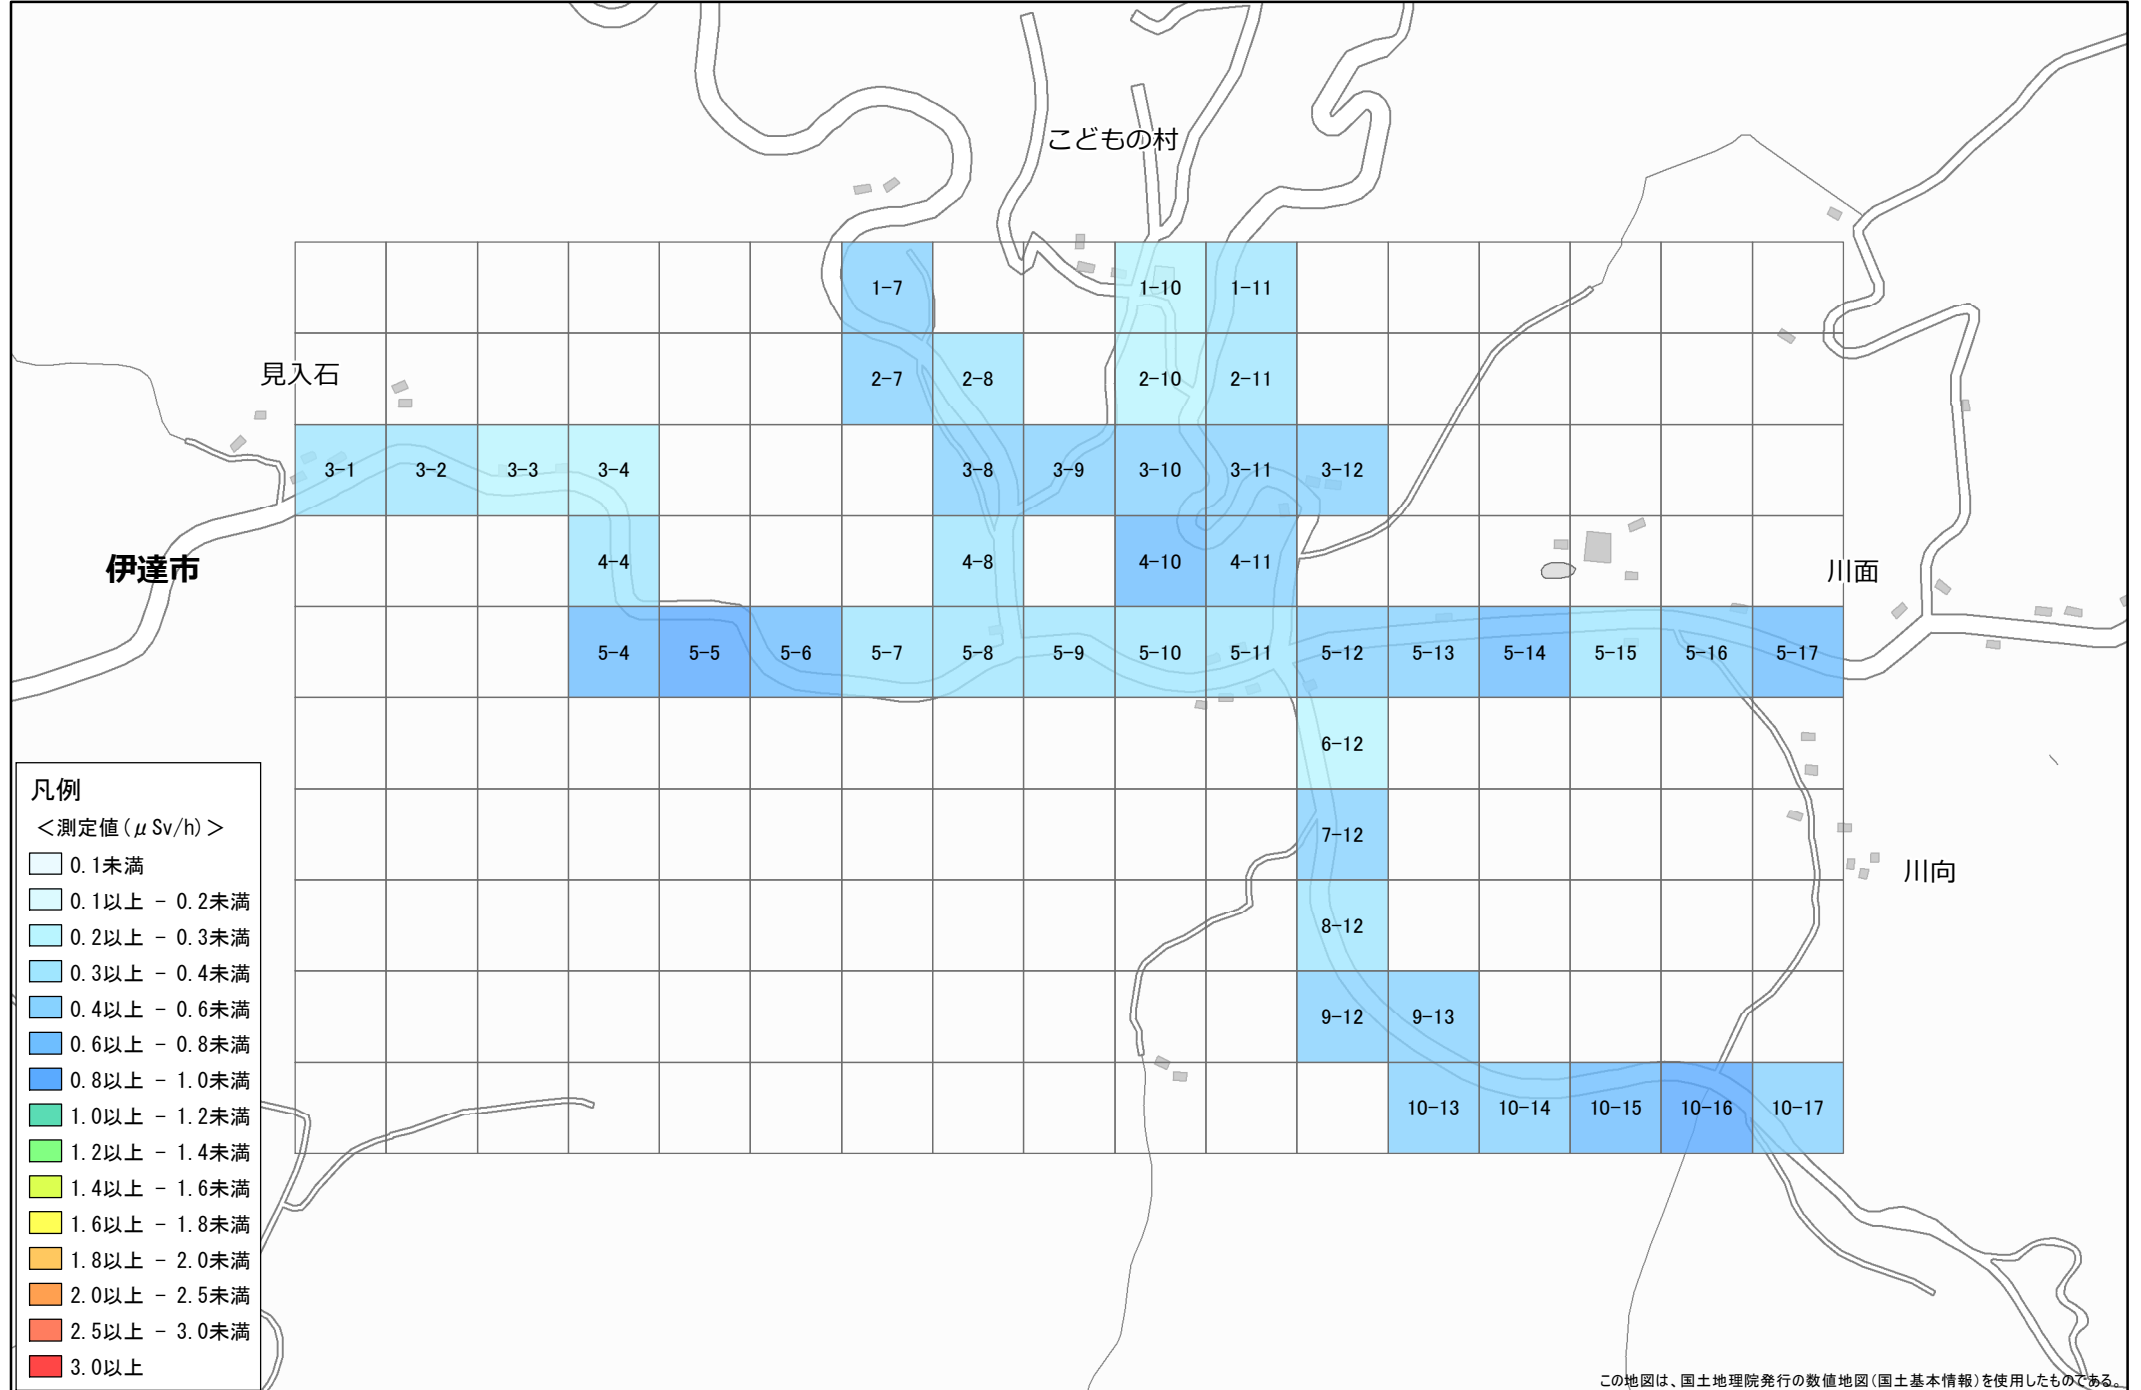 こどもの村
1-7
1-10
1-11
見入石
2-7
2-8
2-10
2-11
3-1
3-2
3-3
3-4
3-8
3-9
3-10
3-11
3-12
伊達市
4-4
4-8
4-10
4-11
川面
5-4
5-5
5-6
5-7
5-8
5-9
5-10
5-11
5-12
5-13
5-14
5-15
5-16
5-17
6-12
7-12
川向
8-12
9-12
9-13
10-13
10-14
10-15
10-16
10-17
凡例
＜測定値(μSv/h)＞
0.1未満
0.1以上 - 0.2未満
0.2以上 - 0.3未満
0.3以上 - 0.4未満
0.4以上 - 0.6未満
0.6以上 - 0.8未満
0.8以上 - 1.0未満
1.0以上 - 1.2未満
1.2以上 - 1.4未満
1.4以上 - 1.6未満
1.6以上 - 1.8未満
1.8以上 - 2.0未満
2.0以上 - 2.5未満
2.5以上 - 3.0未満
3.0以上
この地図は、国土地理院発行の数値地図(国土基本情報)を使用したものである。